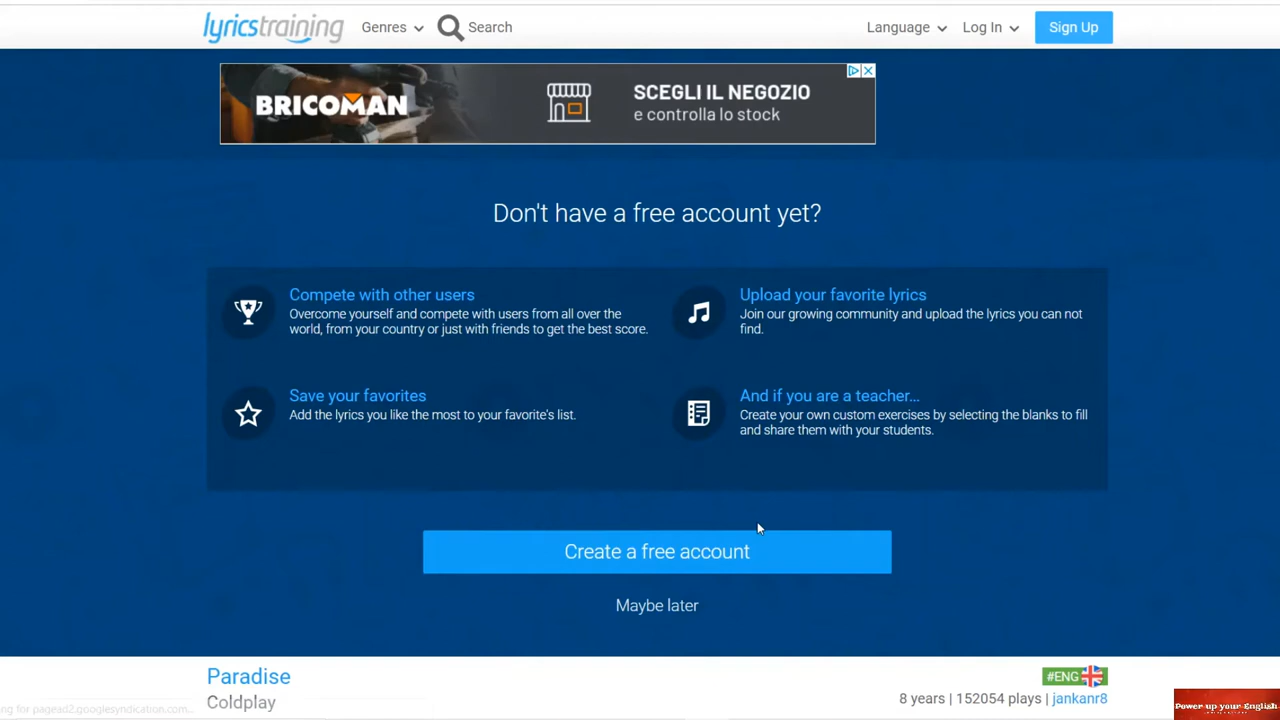 lyricstraining Genres Search Language Log In Sign Up
BRICOMAN
SCEGLI IL NEGOZIO
e controlla lo stock
Don't have a free account yet?
Compete with other users
Overcome yourself and compete with users from all over the
world, from your country or just with friends to get the best score.
Upload your favorite lyrics
Join our growing community and upload the lyrics you can not
find.
Save your favorites
Add the lyrics you like the most to your favorite's list.
And if you are a teacher...
Create your own custom exercises by selecting the blanks to fill
and share them with your students.
Create a free account
Maybe later
Paradise
Coldplay
#ENG
8 years | 152054 plays | jankanr8
ng for pagead2.googlesyndication.com...
Power up your English